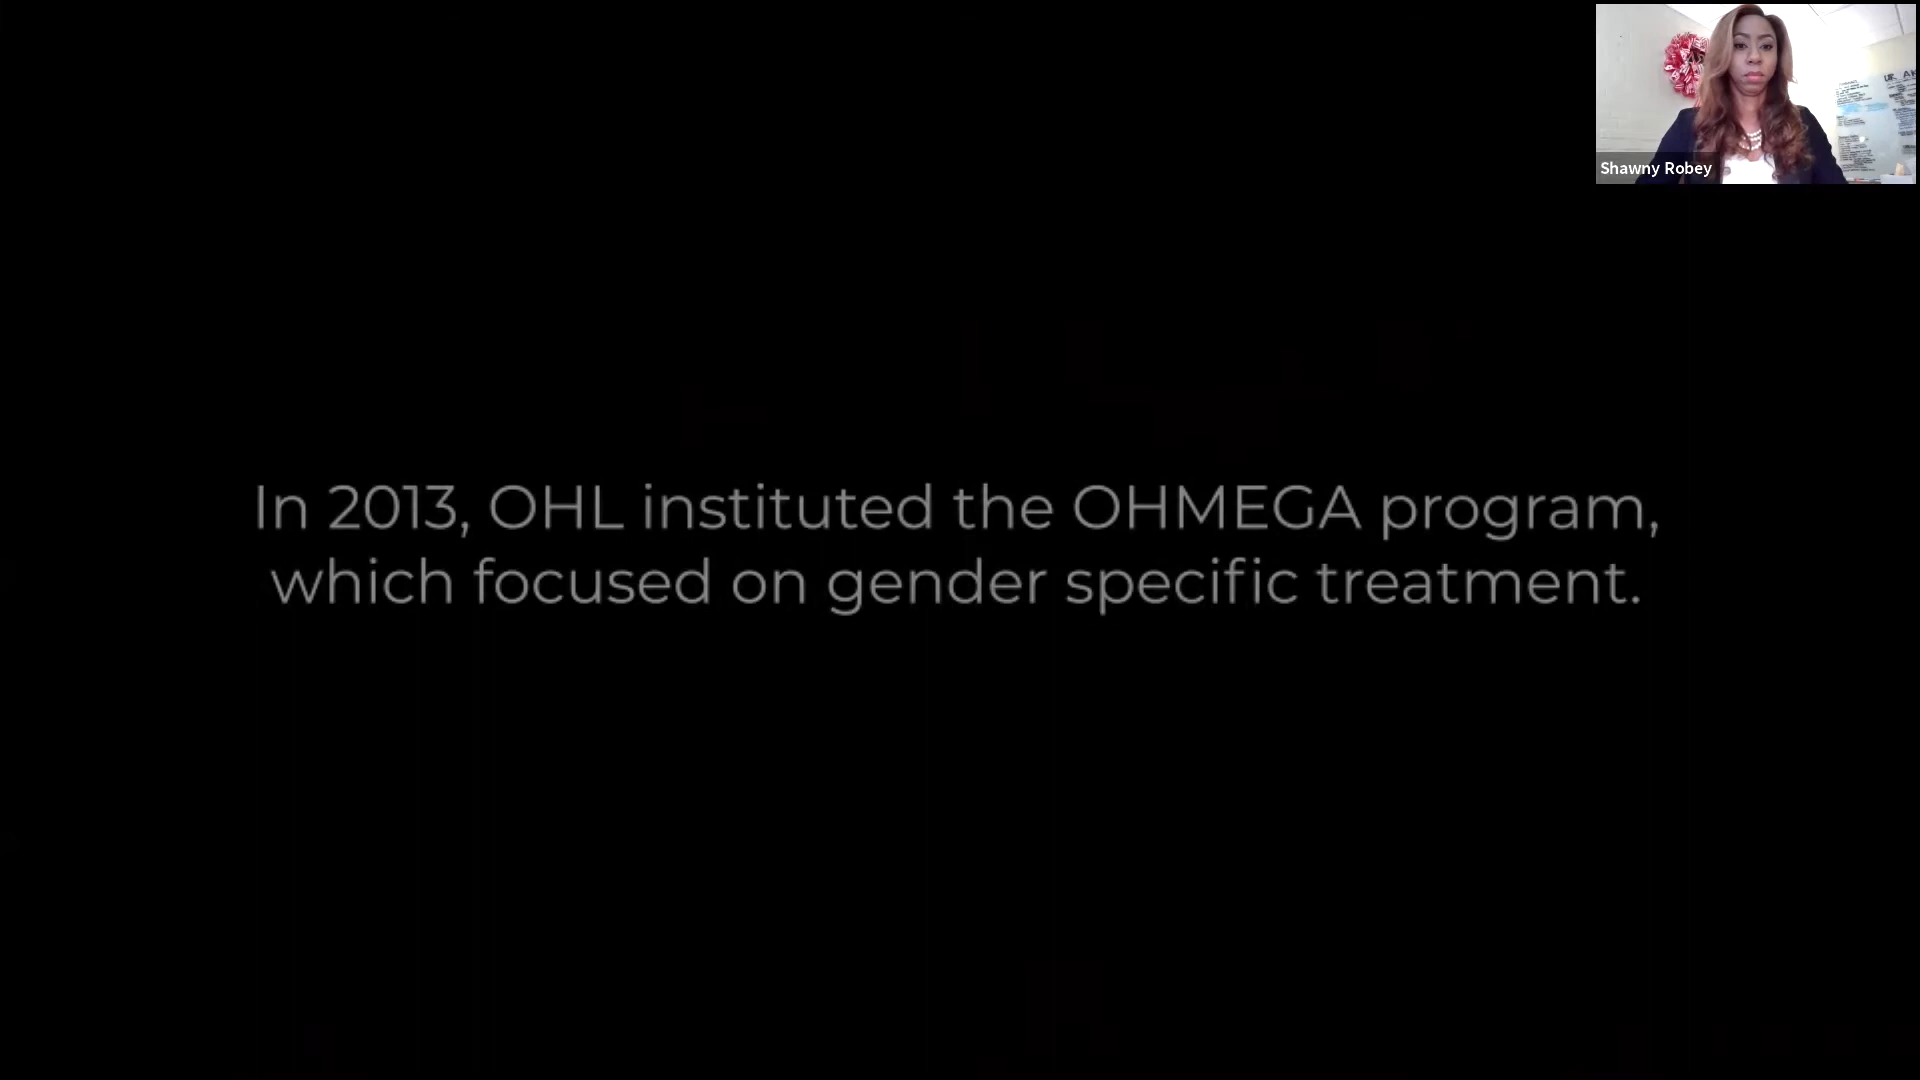 Shawny Robey
In 2013, OHL instituted the OHMEGA program,
which focused on gender specific treatment.